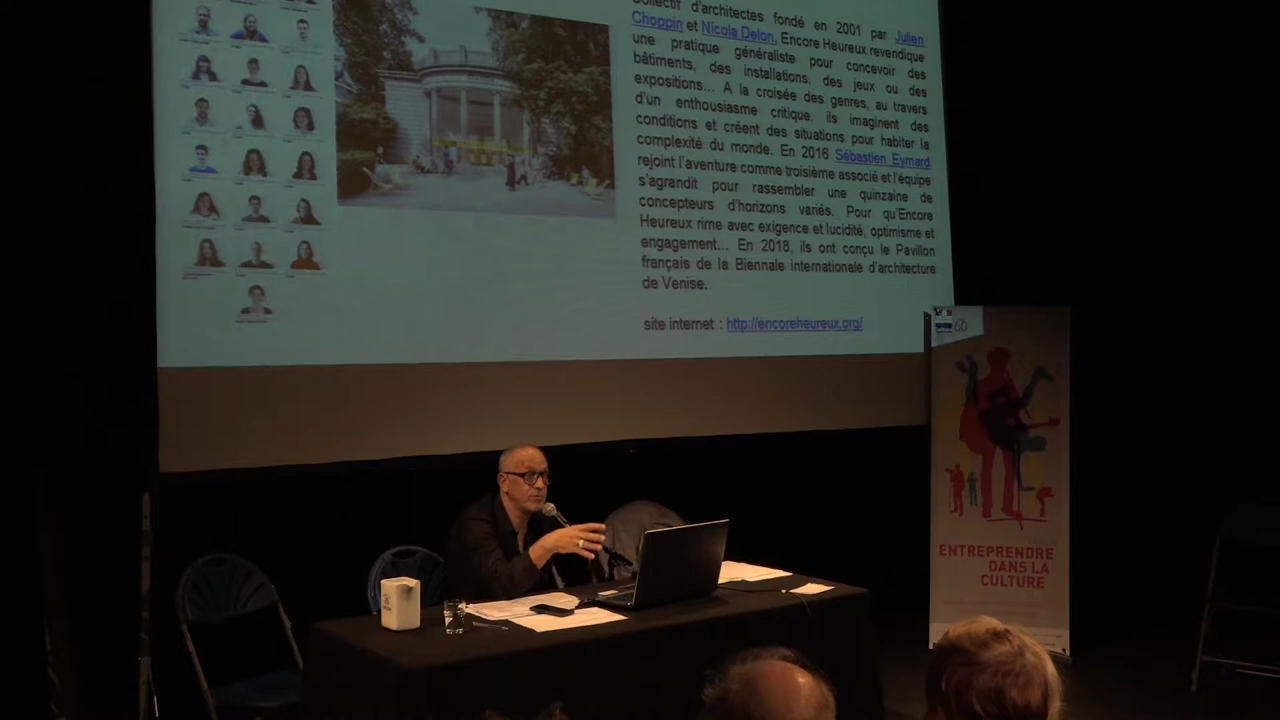 Collectif d'architectes fondé en 2001 par Julien
Choppin et Nicola Delon, Encore Heureux revendique
une pratique généraliste pour concevoir des
bâtiments, des installations, des jeux ou des
expositions... A la croisée des genres, au travers
d'un enthousiasme critique, ils imaginent des
conditions et créent des situations pour habiter la
complexité du monde. En 2016 Sébastien Eymard
rejoint l'aventure comme troisième associé et l'équipe
s'agrandit pour rassembler une quinzaine de
concepteurs d'horizons variés. Pour qu'Encore
Heureux rime avec exigence et lucidité, optimisme et
engagement... En 2018, ils ont conçu le Pavillon
français de la Biennale internationale d'architecture
de Venise.
site internet : http://encoreheureux.org/
60
ENTREPRENDRE
DANS LA
CULTURE